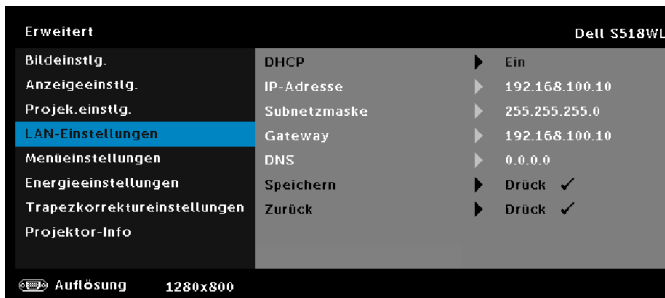 Erweitert Dell S518WL
Bildeinstlg. DHCP Ein
Anzeigeeinstlg. IP-Adresse 192.168.100.10
Projek.einstlg. Subnetzmaske 255.255.255.0
LAN-Einstellungen Gateway 192.168.100.10
Menüeinstellungen DNS 0.0.0.0
Energieeinstellungen Speichern Drück ✓
Trapezkorrektureinstellungen Zurück Drück ✓
Projektor-Info
Auflösung 1280x800